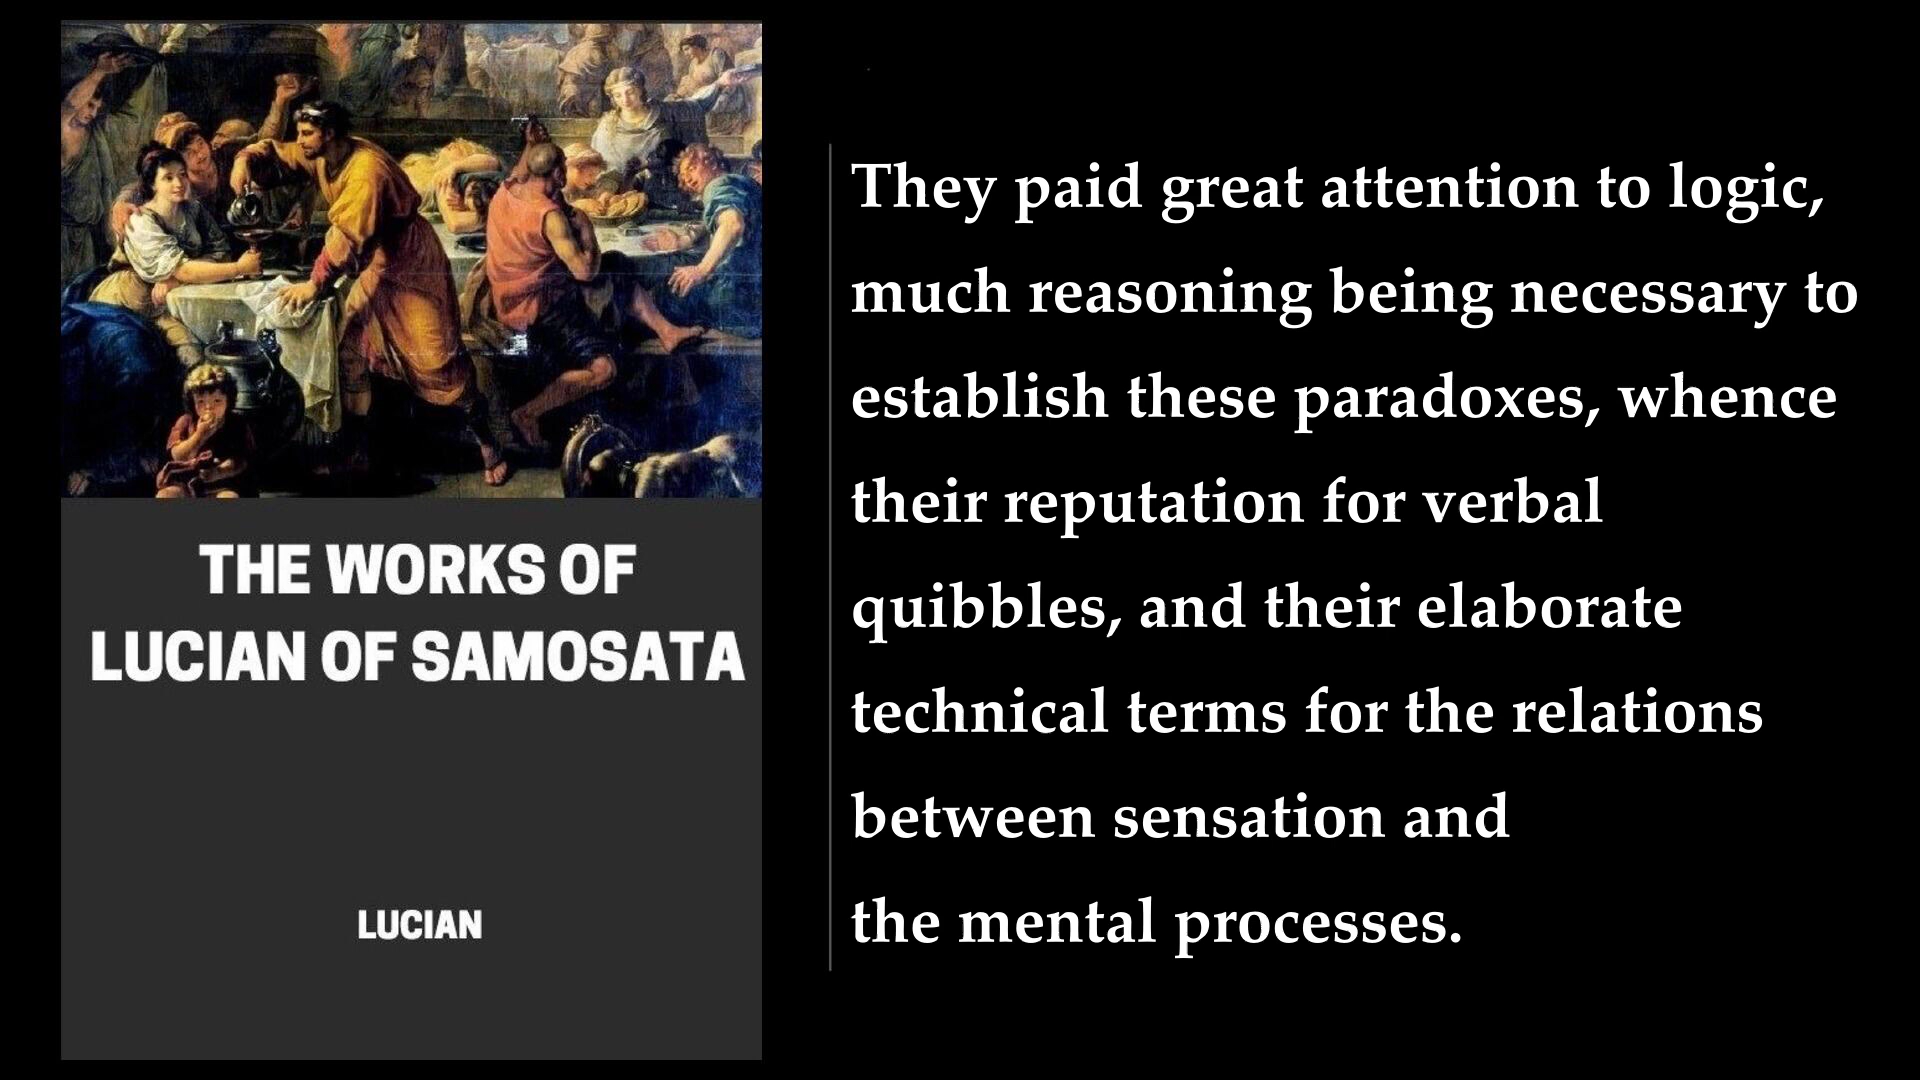 THE WORKS OF
LUCIAN OF SAMOSATA
LUCIAN
They paid great attention to logic,
much reasoning being necessary to
establish these paradoxes, whence
their reputation for verbal
quibbles, and their elaborate
technical terms for the relations
between sensation and
the mental processes.